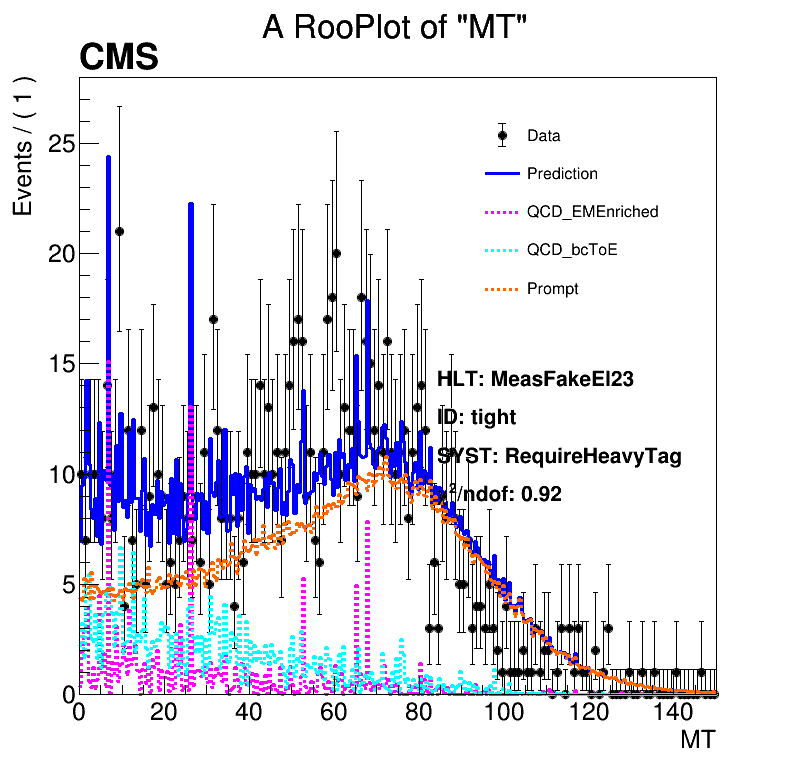 A RooPlot of "MT"
CMS
Events / ( 1 )
25
20
15
10
5
0
Data
Prediction
QCD_EMEnriched
QCD_bcToE
Prompt
HLT: MeasFakeEl23
ID: tight
SYST: RequireHeavyTag
χ²/ndof: 0.92
0 20 40 60 80 100 120 140
MT